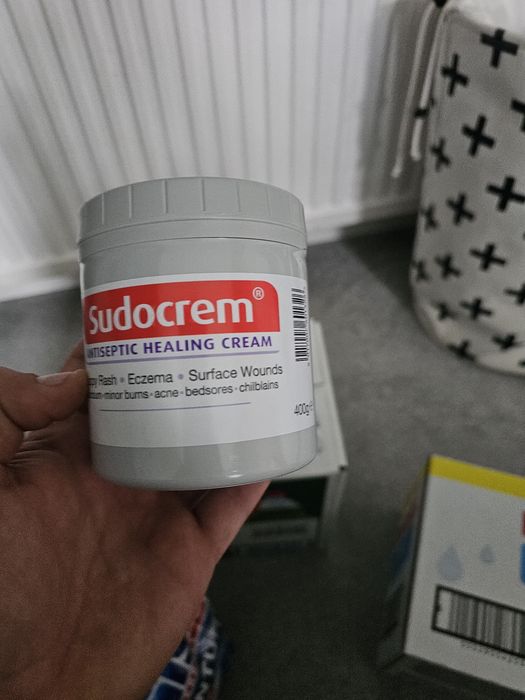 Sudocrem®
ANTISEPTIC HEALING CREAM
Rash • Eczema • Surface Wounds
minor burns • acne • bedsores • chilblains
400g